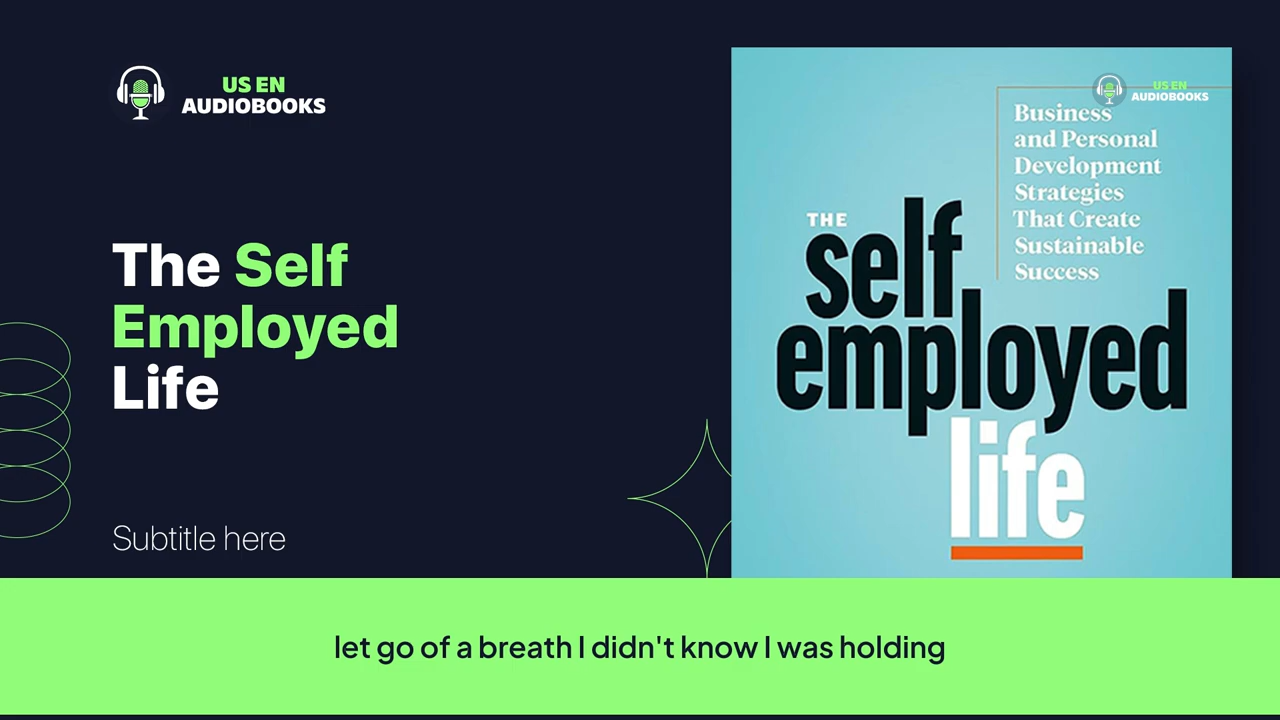 US EN
AUDIOBOOKS
The Self
Employed
Life
Subtitle here
US EN
AUDIOBOOKS
Business
and Personal
Development
Strategies
That Create
Sustainable
Success
THE
self
employed
life
let go of a breath I didn't know I was holding